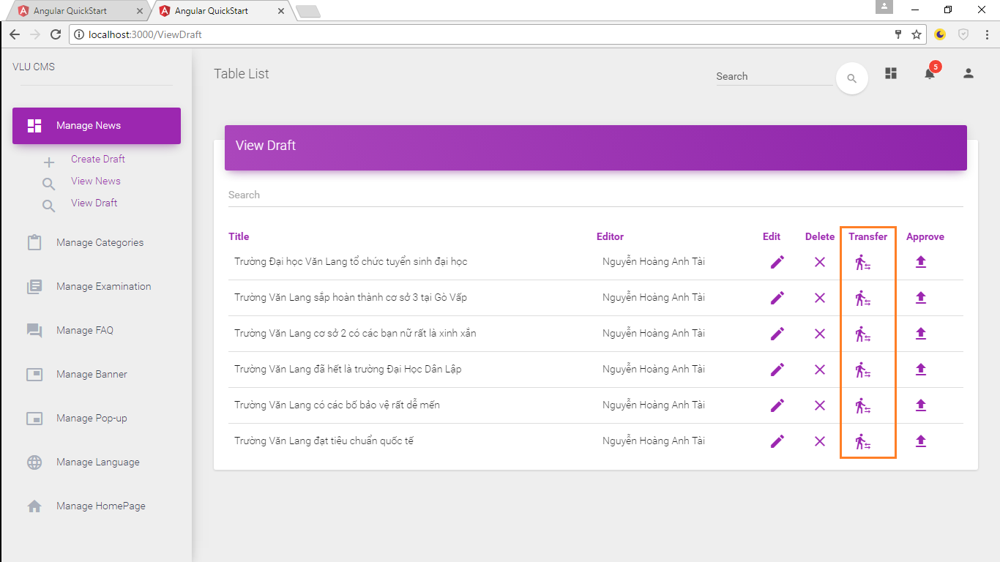 Angular QuickStart
Angular QuickStart
localhost:3000/ViewDraft
VLU CMS
Manage News
Create Draft
View News
View Draft
Manage Categories
Manage Examination
Manage FAQ
Manage Banner
Manage Pop-up
Manage Language
Manage HomePage
Table List
Search
5
View Draft
Search
Title Editor Edit Delete Transfer Approve
Trường Đại học Văn Lang tổ chức tuyển sinh đại học Nguyễn Hoàng Anh Tài
Trường Văn Lang sắp hoàn thành cơ sở 3 tại Gò Vấp Nguyễn Hoàng Anh Tài
Trường Văn Lang cơ sở 2 có các bạn nữ rất là xinh xắn Nguyễn Hoàng Anh Tài
Trường Văn Lang đã hết là trường Đại Học Dân Lập Nguyễn Hoàng Anh Tài
Trường Văn Lang có các bố bảo vệ rất dễ mến Nguyễn Hoàng Anh Tài
Trường Văn Lang đạt tiêu chuẩn quốc tế Nguyễn Hoàng Anh Tài